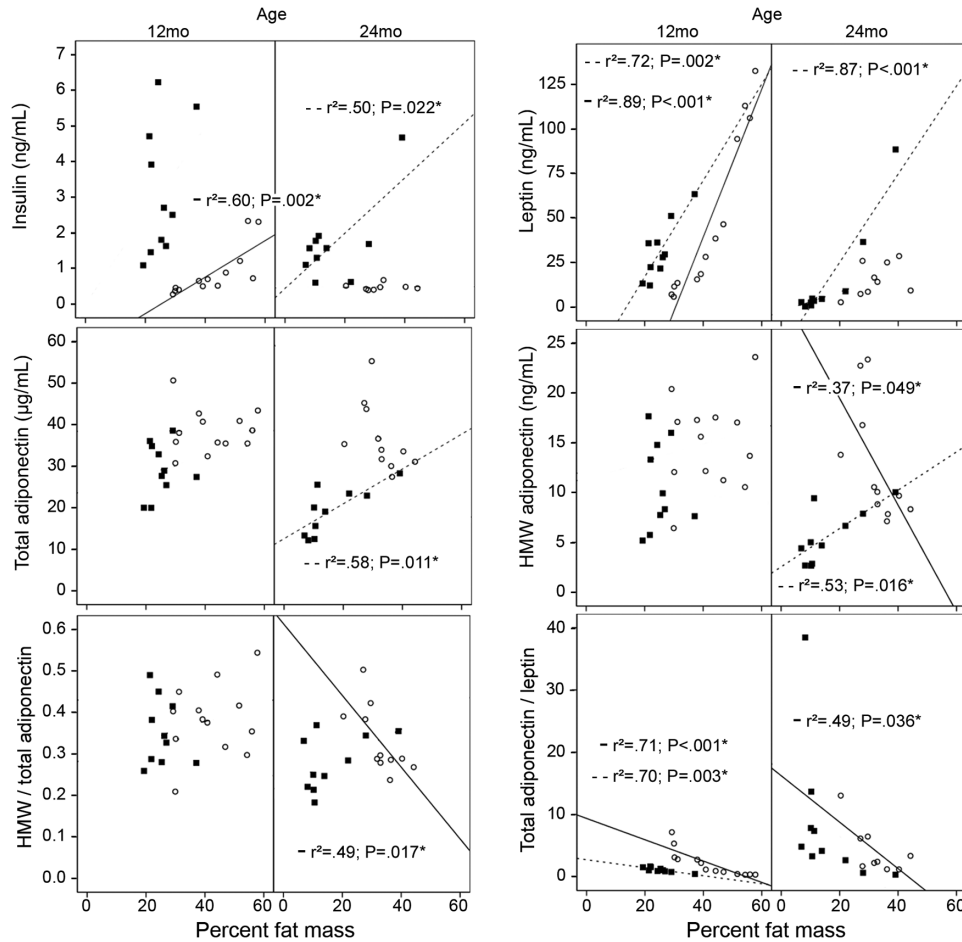 Age
12mo 24mo
7
6
5
4
3
2
1
0
Insulin (ng/mL)
r²=.50; P=.022*
r²=.60; P=.002*
60
50
40
30
20
10
0
Total adiponectin (µg/mL)
r²=.58; P=.011*
0.6
0.5
0.4
0.3
0.2
0.1
0.0
HMW / total adiponectin
r²=.49; P=.017*
0 20 40 60 0 20 40 60
Percent fat mass
Age
12mo 24mo
125
100
75
50
25
0
Leptin (ng/mL)
r²=.72; P=.002*
r²=.89; P<.001*
r²=.87; P<.001*
25
20
15
10
5
0
HMW adiponectin (ng/mL)
r²=.37; P=.049*
r²=.53; P=.016*
40
30
20
10
0
Total adiponectin / leptin
r²=.49; P=.036*
r²=.71; P<.001*
r²=.70; P=.003*
0 20 40 60 0 20 40 60
Percent fat mass